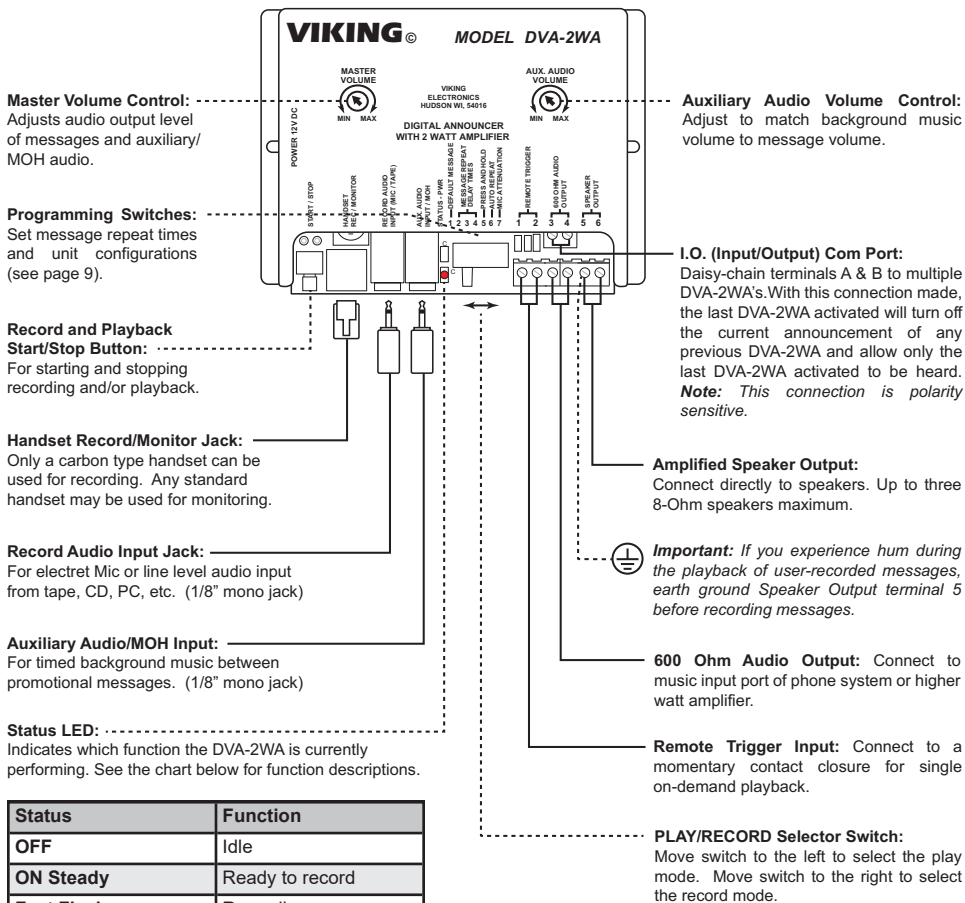 VIKING © MODEL DVA-2WA
MASTER
VOLUME
MIN MAX
VIKING
ELECTRONICS
HUDSON WI, 54016
DIGITAL ANNOUNCER
WITH 2 WATT AMPLIFIER
AUX. AUDIO
VOLUME
MIN MAX
POWER 12V DC
START / STOP
HANDSET
REC / MONITOR
RECORD AUDIO
INPUT (MIC / TAPE)
AUX. AUDIO
INPUT / MOH
STATUS - PWR
DEFAULT MESSAGE
MESSAGE REPEAT
DELAY TIMES
PRESS AND HOLD
AUTO REPEAT
MIC ATTENUATION
1 2 3 4 5 6 7
REMOTE TRIGGER
600 OHM AUDIO
OUTPUT
SPEAKER
OUTPUT
1 2 3 4 5 6
C
C
Master Volume Control:
Adjusts audio output level
of messages and auxiliary/
MOH audio.
Programming Switches:
Set message repeat times
and unit configurations
(see page 9).
Record and Playback
Start/Stop Button:
For starting and stopping
recording and/or playback.
Handset Record/Monitor Jack:
Only a carbon type handset can be
used for recording. Any standard
handset may be used for monitoring.
Record Audio Input Jack:
For electret Mic or line level audio input
from tape, CD, PC, etc. (1/8” mono jack)
Auxiliary Audio/MOH Input:
For timed background music between
promotional messages. (1/8” mono jack)
Status LED:
Indicates which function the DVA-2WA is currently
performing. See the chart below for function descriptions.
Status Function
OFF Idle
ON Steady Ready to record
Auxiliary Audio Volume Control:
Adjust to match background music
volume to message volume.
I.O. (Input/Output) Com Port:
Daisy-chain terminals A & B to multiple
DVA-2WA's.With this connection made,
the last DVA-2WA activated will turn off
the current announcement of any
previous DVA-2WA and allow only the
last DVA-2WA activated to be heard.
Note: This connection is polarity
sensitive.
Amplified Speaker Output:
Connect directly to speakers. Up to three
8-Ohm speakers maximum.
Important: If you experience hum during
the playback of user-recorded messages,
earth ground Speaker Output terminal 5
before recording messages.
600 Ohm Audio Output: Connect to
music input port of phone system or higher
watt amplifier.
Remote Trigger Input: Connect to a
momentary contact closure for single
on-demand playback.
PLAY/RECORD Selector Switch:
Move switch to the left to select the play
mode. Move switch to the right to select
the record mode.